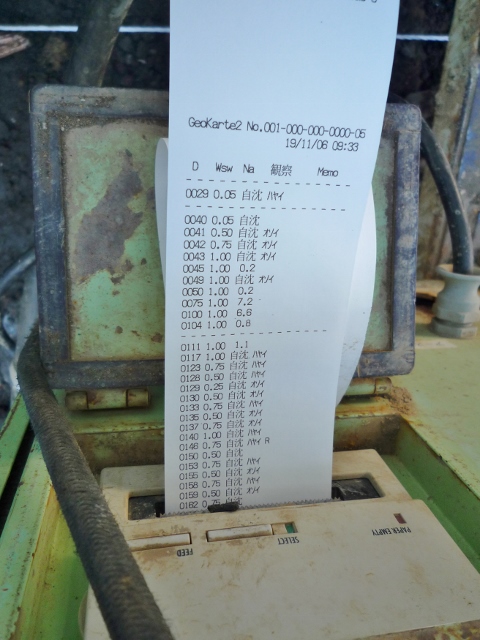 GeoKarte2 No.001-000-000-0000-05
19/11/06 09:33
D Wsw Na 観察 Memo
0029 0.05 自沈 ﾊﾔｲ
0040 0.05 自沈
0041 0.50 自沈 ｵｿｲ
0042 0.75 自沈 ｵｿｲ
0043 1.00 自沈 ｵｿｲ
0045 1.00 0.2
0049 1.00 自沈 ｵｿｲ
0050 1.00 0.2
0075 1.00 7.2
0100 1.00 6.6
0104 1.00 0.8
0111 1.00 1.1
0117 1.00 自沈 ﾊﾔｲ
0123 0.75 自沈 ﾊﾔｲ
0128 0.50 自沈 ﾊﾔｲ
0129 0.25 自沈 ｵｿｲ
0130 0.50 自沈 ｵｿｲ
0133 0.75 自沈 ﾊﾔｲ
0135 0.50 自沈 ｵｿｲ
0137 0.75 自沈 ｵｿｲ
0140 1.00 自沈 ﾊﾔｲ
0146 0.75 自沈 ﾊﾔｲ R
0150 0.50 自沈
0153 0.75 自沈 ﾊﾔｲ
0155 0.50 自沈 ｵｿｲ
0158 0.75 自沈 ﾊﾔｲ
0159 0.50 自沈 ｵｿｲ
0162 0.75 自沈
FEED
SELECT
PAPER EMPTY